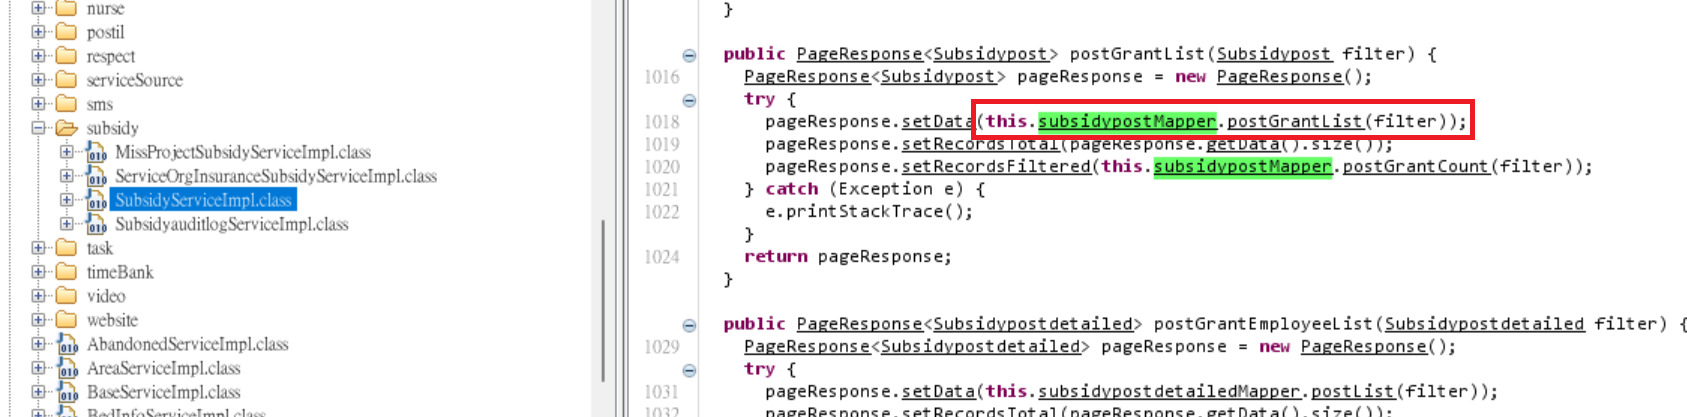 nurse
postil
respect
serviceSource
sms
subsidy
MissProjectSubsidyServiceImpl.class
ServiceOrgInsuranceSubsidyServiceImpl.class
SubsidyServiceImpl.class
SubsidyauditlogServiceImpl.class
task
timeBank
video
website
AbandonedServiceImpl.class
AreaServiceImpl.class
BaseServiceImpl.class
BedInfoServiceImpl.class
}
public PageResponse<Subsidypost> postGrantList(Subsidypost filter) {
1016 PageResponse<Subsidypost> pageResponse = new PageResponse();
try {
1018 pageResponse.setData(this.subsidypostMapper.postGrantList(filter));
1019 pageResponse.setRecordsTotal(pageResponse.getData().size());
1020 pageResponse.setRecordsFiltered(this.subsidypostMapper.postGrantCount(filter));
1021 } catch (Exception e) {
1022 e.printStackTrace();
}
1024 return pageResponse;
}
public PageResponse<Subsidypostdetailed> postGrantEmployeeList(Subsidypostdetailed filter) {
1029 PageResponse<Subsidypostdetailed> pageResponse = new PageResponse();
try {
1031 pageResponse.setData(this.subsidypostdetailedMapper.postList(filter));
1032 pageResponse.setRecordsTotal(pageResponse.getData().size());